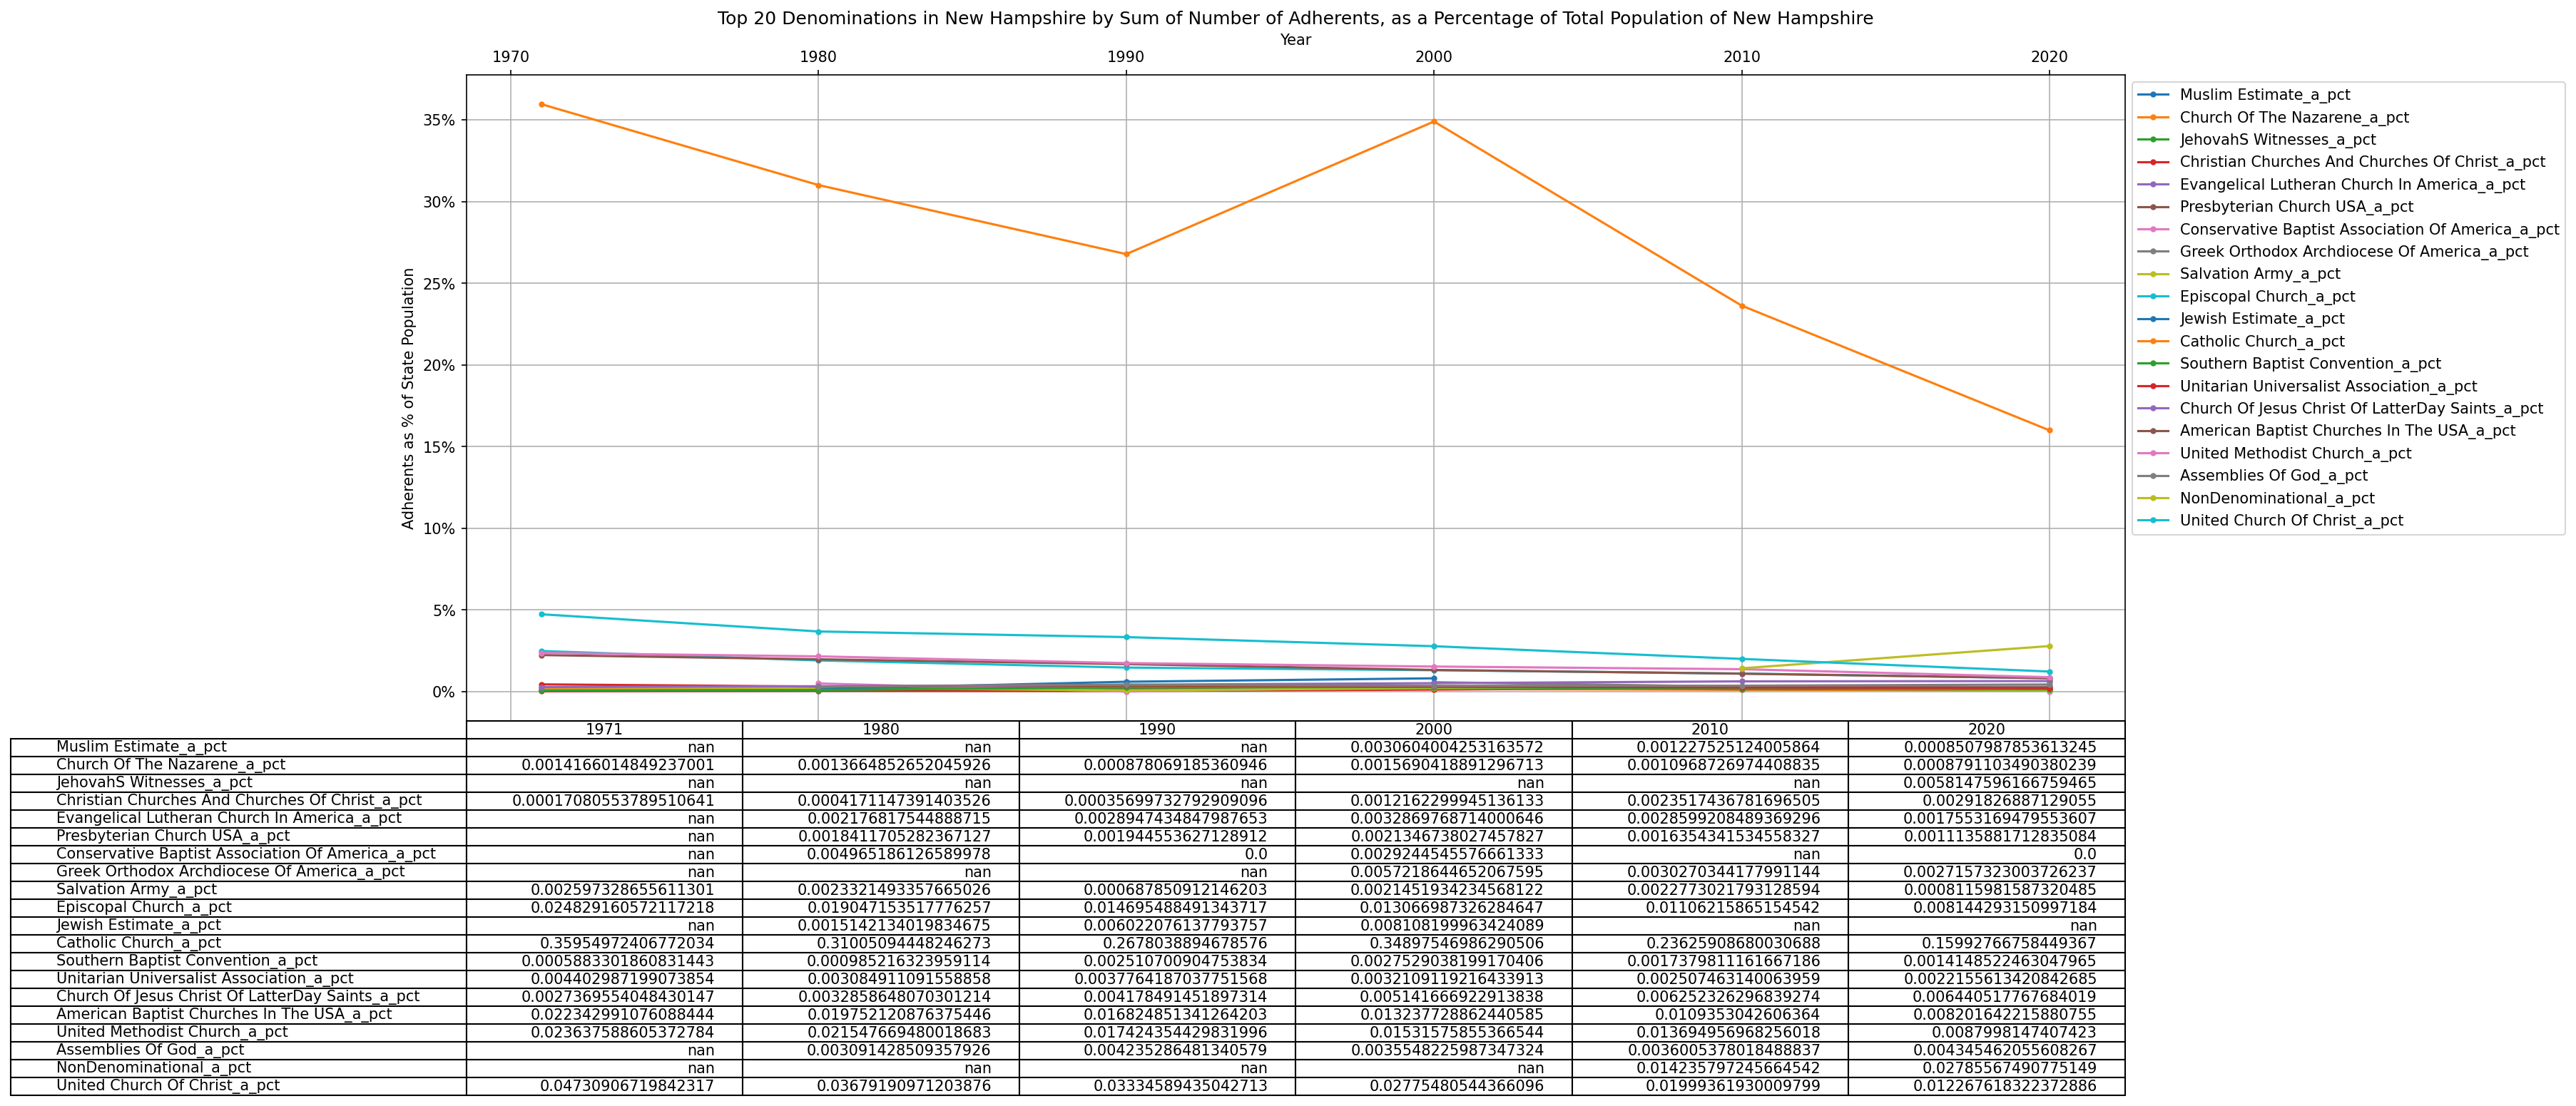 Top 20 Denominations in New Hampshire by Sum of Number of Adherents, as a Percentage of Total Population of New Hampshire
Year
1970 1980 1990 2000 2010 2020
35%
30%
25%
20%
15%
10%
5%
0%
Adherents as % of State Population
Muslim Estimate_a_pct
Church Of The Nazarene_a_pct
JehovahS Witnesses_a_pct
Christian Churches And Churches Of Christ_a_pct
Evangelical Lutheran Church In America_a_pct
Presbyterian Church USA_a_pct
Conservative Baptist Association Of America_a_pct
Greek Orthodox Archdiocese Of America_a_pct
Salvation Army_a_pct
Episcopal Church_a_pct
Jewish Estimate_a_pct
Catholic Church_a_pct
Southern Baptist Convention_a_pct
Unitarian Universalist Association_a_pct
Church Of Jesus Christ Of LatterDay Saints_a_pct
American Baptist Churches In The USA_a_pct
United Methodist Church_a_pct
Assemblies Of God_a_pct
NonDenominational_a_pct
United Church Of Christ_a_pct
1971 1980 1990 2000 2010 2020
Muslim Estimate_a_pct nan nan nan 0.0030604004253163572 0.001227525124005864 0.0008507987853613245
Church Of The Nazarene_a_pct 0.0014166014849237001 0.0013664852652045926 0.000878069185360946 0.0015690418891296713 0.0010968726974408835 0.0008791103490380239
JehovahS Witnesses_a_pct nan nan nan nan nan 0.0058147596166759465
Christian Churches And Churches Of Christ_a_pct 0.00017080553789510641 0.0004171147391403526 0.00035699732792909096 0.0012162299945136133 0.0023517436781696505 0.00291826887129055
Evangelical Lutheran Church In America_a_pct nan 0.002176817544888715 0.0028947434847987653 0.0032869768714000646 0.0028599208489369296 0.0017553169479553607
Presbyterian Church USA_a_pct nan 0.0018411705282367127 0.001944553627128912 0.0021346738027457827 0.0016354341534558327 0.0011135881712835084
Conservative Baptist Association Of America_a_pct nan 0.004965186126589978 0.0 0.0029244545576661333 nan 0.0
Greek Orthodox Archdiocese Of America_a_pct nan nan nan 0.0057218644652067595 0.0030270344177991144 0.0027157323003726237
Salvation Army_a_pct 0.002597328655611301 0.0023321493357665026 0.000687850912146203 0.0021451934234568122 0.0022773021793128594 0.0008115981587320485
Episcopal Church_a_pct 0.024829160572117218 0.019047153517776257 0.014695488491343717 0.013066987326284647 0.01106215865154542 0.008144293150997184
Jewish Estimate_a_pct nan 0.0015142134019834675 0.006022076137793757 0.008108199963424089 nan nan
Catholic Church_a_pct 0.359549724067720​34 0.31005094448246273 0.2678038894678576 0.34897546986290506 0.23625908680030688 0.15992766758449367
Southern Baptist Convention_a_pct 0.0005883301860831443 0.000985216323959114 0.002510700904753834 0.0027529038199170406 0.0017379811161667186 0.0014148522463047965
Unitarian Universalist Association_a_pct 0.004402987199073854 0.003084911091558858 0.0037764187037751568 0.0032109119216433913 0.002507463140063959 0.0022155613420842685
Church Of Jesus Christ Of LatterDay Saints_a_pct 0.0027369554048430147 0.00328586480703012​14 0.004178491451897314 0.005141666922913838 0.006252326296839274 0.006440517767684019
American Baptist Churches In The USA_a_pct 0.022342991076088444 0.019752120876375446 0.016824851341264203 0.013237728862440585 0.0109353042606364 0.008201642215880755
United Methodist Church_a_pct 0.023637588605372784 0.021547669480018683 0.017424354429831996 0.01531575855366544 0.013694956968256018 0.00879981474​07423
Assemblies Of God_a_pct nan 0.003091428509357926 0.004235286481340579 0.00355482259873473​24 0.0036005378018488837 0.004345462055608267
NonDenominational_a_pct nan nan nan nan 0.014235797245664542 0.02785567490775149
United Church Of Christ_a_pct 0.04730906719842317 0.03679190971203876 0.03334589435042713 0.02775480544366096 0.01999361930009799 0.012267618322372886